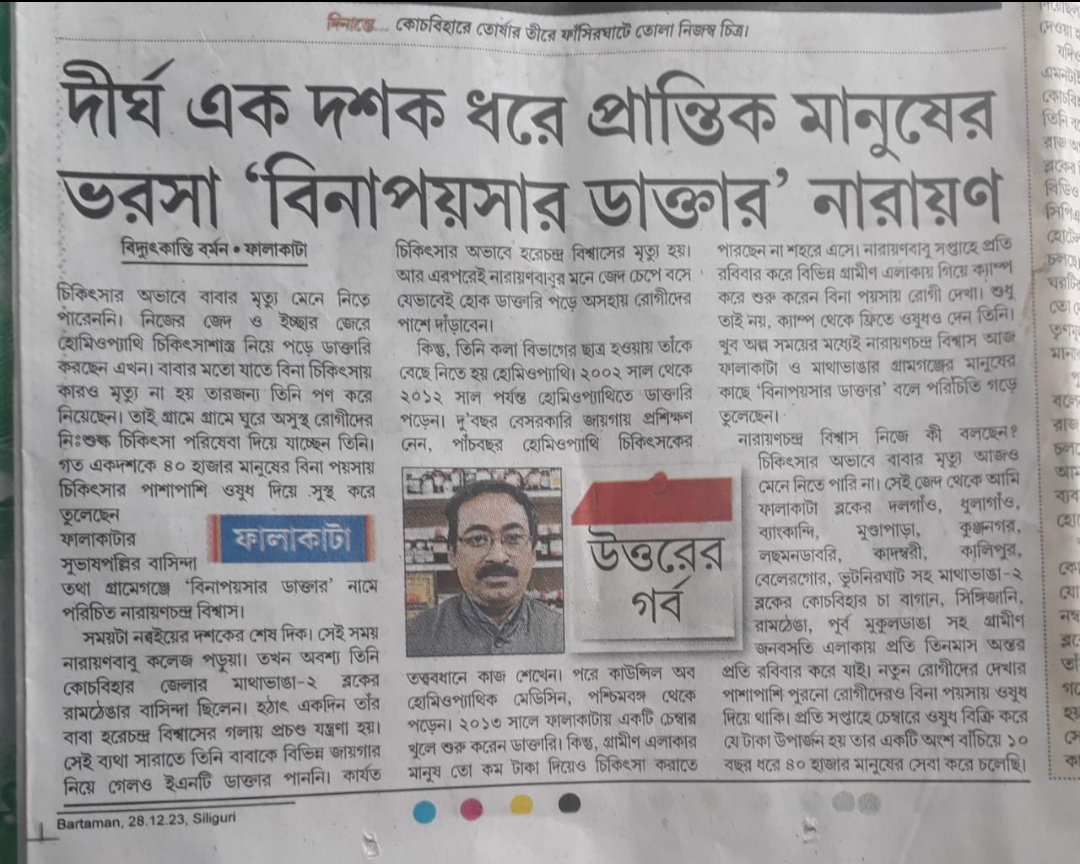 দিনান্তে... কোচবিহারে তোর্ষার তীরে ফাঁসিরঘাটে তোলা নিজস্ব চিত্র।
দীর্ঘ এক দশক ধরে প্রান্তিক মানুষের
ভরসা ‘বিনাপয়সার ডাক্তার’ নারায়ণ
বিদ্যুৎকান্তি বর্মন • ফালাকাটা
চিকিৎসার অভাবে বাবার মৃত্যু মেনে নিতে
পারেননি। নিজের জেদ ও ইচ্ছার জেরে
হোমিওপ্যাথি চিকিৎসাশাস্ত্র নিয়ে পড়ে ডাক্তারি
করছেন এখন। বাবার মতো যাতে বিনা চিকিৎসায়
কারও মৃত্যু না হয় তারজন্য তিনি পণ করে
নিয়েছেন। তাই গ্রামে গ্রামে ঘুরে অসুস্থ রোগীদের
নিঃশুল্ক চিকিৎসা পরিষেবা দিয়ে যাচ্ছেন তিনি।
গত একদশকে ৪০ হাজার মানুষের বিনা পয়সায়
চিকিৎসার পাশাপাশি ওষুধ দিয়ে সুস্থ করে
তুলেছেন
ফালাকাটার
সুভাষপল্লির বাসিন্দা
ফালাকাটা
তথা গ্রামেগঞ্জে ‘বিনাপয়সার ডাক্তার’ নামে
পরিচিত নারায়ণচন্দ্র বিশ্বাস।
সময়টা নব্বইয়ের দশকের শেষ দিক। সেই সময়
নারায়ণবাবু কলেজ পড়ুয়া। তখন অবশ্য তিনি
কোচবিহার জেলার মাথাভাঙা-২ ব্লকের
রামঠেঙার বাসিন্দা ছিলেন। হঠাৎ একদিন তাঁর
বাবা হরেচন্দ্র বিশ্বাসের গলায় প্রচণ্ড যন্ত্রণা হয়।
সেই ব্যথা সারাতে তিনি বাবাকে বিভিন্ন জায়গার
নিয়ে গেলও ইএনটি ডাক্তার পাননি। কার্যত
চিকিৎসার অভাবে হরেচন্দ্র বিশ্বাসের মৃত্যু হয়।
আর এরপরেই নারায়ণবাবুর মনে জেদ চেপে বসে
যেভাবেই হোক ডাক্তারি পড়ে অসহায় রোগীদের
পাশে দাঁড়াবেন।
কিন্তু, তিনি কলা বিভাগের ছাত্র হওয়ায় তাঁকে
বেছে নিতে হয় হোমিওপ্যাথি। ২০০২ সাল থেকে
২০১২ সাল পর্যন্ত হোমিওপ্যাথিতে ডাক্তারি
পড়েন। দু’বছর বেসরকারি জায়গায় প্রশিক্ষণ
নেন, পাঁচবছর হোমিওপ্যাথি চিকিৎসকের
উত্তরের
গর্ব
তত্ত্বাবধানে কাজ শেখেন। পরে কাউন্সিল অব
হোমিওপ্যাথিক মেডিসিন, পশ্চিমবঙ্গ থেকে
পড়েন। ২০১৩ সালে ফালাকাটায় একটি চেম্বার
খুলে শুরু করেন ডাক্তারি। কিন্তু, গ্রামীণ এলাকার
মানুষ তো কম টাকা দিয়েও চিকিৎসা করাতে
পারছেন না শহরে এসে। নারায়ণবাবু সপ্তাহে প্রতি
রবিবার করে বিভিন্ন গ্রামীণ এলাকায় গিয়ে ক্যাম্প
করে শুরু করেন বিনা পয়সায় রোগী দেখা। শুধু
তাই নয়, ক্যাম্প থেকে ফ্রিতে ওষুধও দেন তিনি।
খুব অল্প সময়ের মধ্যেই নারায়ণচন্দ্র বিশ্বাস আজ
ফালাকাটা ও মাথাভাঙার গ্রামগঞ্জের মানুষের
কাছে ‘বিনাপয়সার ডাক্তার’ বলে পরিচিতি গড়ে
তুলেছেন।
নারায়ণচন্দ্র বিশ্বাস নিজে কী বলছেন?
চিকিৎসার অভাবে বাবার মৃত্যু আজও
মেনে নিতে পারি না। সেই জেদ থেকে আমি
ফালাকাটা ব্লকের দলগাঁও, ধুলাগাঁও,
ব্যাংকান্দি, মুণ্ডাপাড়া, কুঞ্জনগর,
লছমনডাবরি, কাদম্বরী, কালিপুর,
বেলেরগোর, ভুটনিরঘাট সহ মাথাভাঙা-২
ব্লকের কোচবিহার চা বাগান, সিঙ্গিজানি,
রামঠেঙা, পূর্ব মুকুলডাঙা সহ গ্রামীণ
জনবসতি এলাকায় প্রতি তিনমাস অন্তর
প্রতি রবিবার করে যাই। নতুন রোগীদের দেখার
পাশাপাশি পুরনো রোগীদেরও বিনা পয়সায় ওষুধ
দিয়ে থাকি। প্রতি সপ্তাহে চেম্বারে ওষুধ বিক্রি করে
যে টাকা উপার্জন হয় তার একটি অংশ বাঁচিয়ে ১০
বছর ধরে ৪০ হাজার মানুষের সেবা করে চলেছি।
Bartaman, 28.12.23, Siliguri